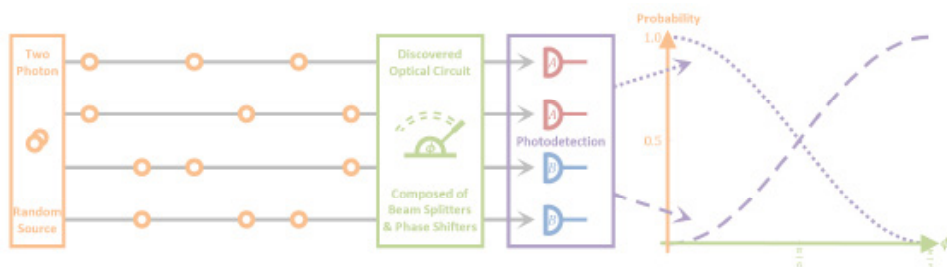 Two
Photon
Random
Source
Discovered
Optical Circuit
ϕ
Composed of
Beam Splitters
& Phase Shifters
A
A
Photodetection
B
B
Probability
1.0
0.5